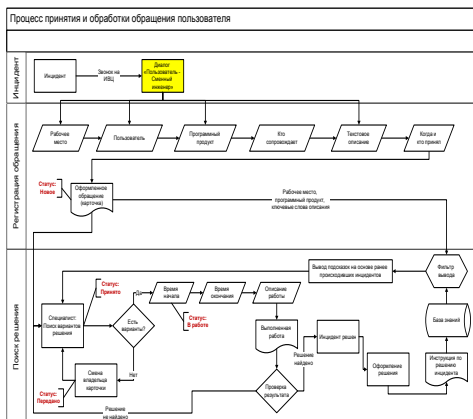 Процесс принятия и обработки обращения пользователя
Инцидент
Инцидент
Звонок на
ИВЦ
Диалог
«Пользователь -
Сменный
инженер»
Регистрация обращения
Рабочее
место
Пользователь
Программный
продукт
Кто
сопровождает
Текстовое
описание
Когда и
кто принял
Статус:
Новое
Оформленное
обращение
(карточка)
Рабочее место,
программный продукт,
ключевые слова описания
Поиск решения
Вывод подсказок на основе ранее
происходивших инцидентов
Фильтр
вывода
Статус:
Принято
Специалист:
Поиск вариантов
решения
Есть
варианты?
Да
Время
начала
Время
окончания
Описание
работы
Статус:
В работе
База знаний
Выполненная
работа
Инцидент решен
Решение
найдено
Нет
Смена
владельца
карточки
Статус:
Передано
Проверка
результата
Оформление
решения
Инструкция по
решению
инцидента
Решение
не найдено